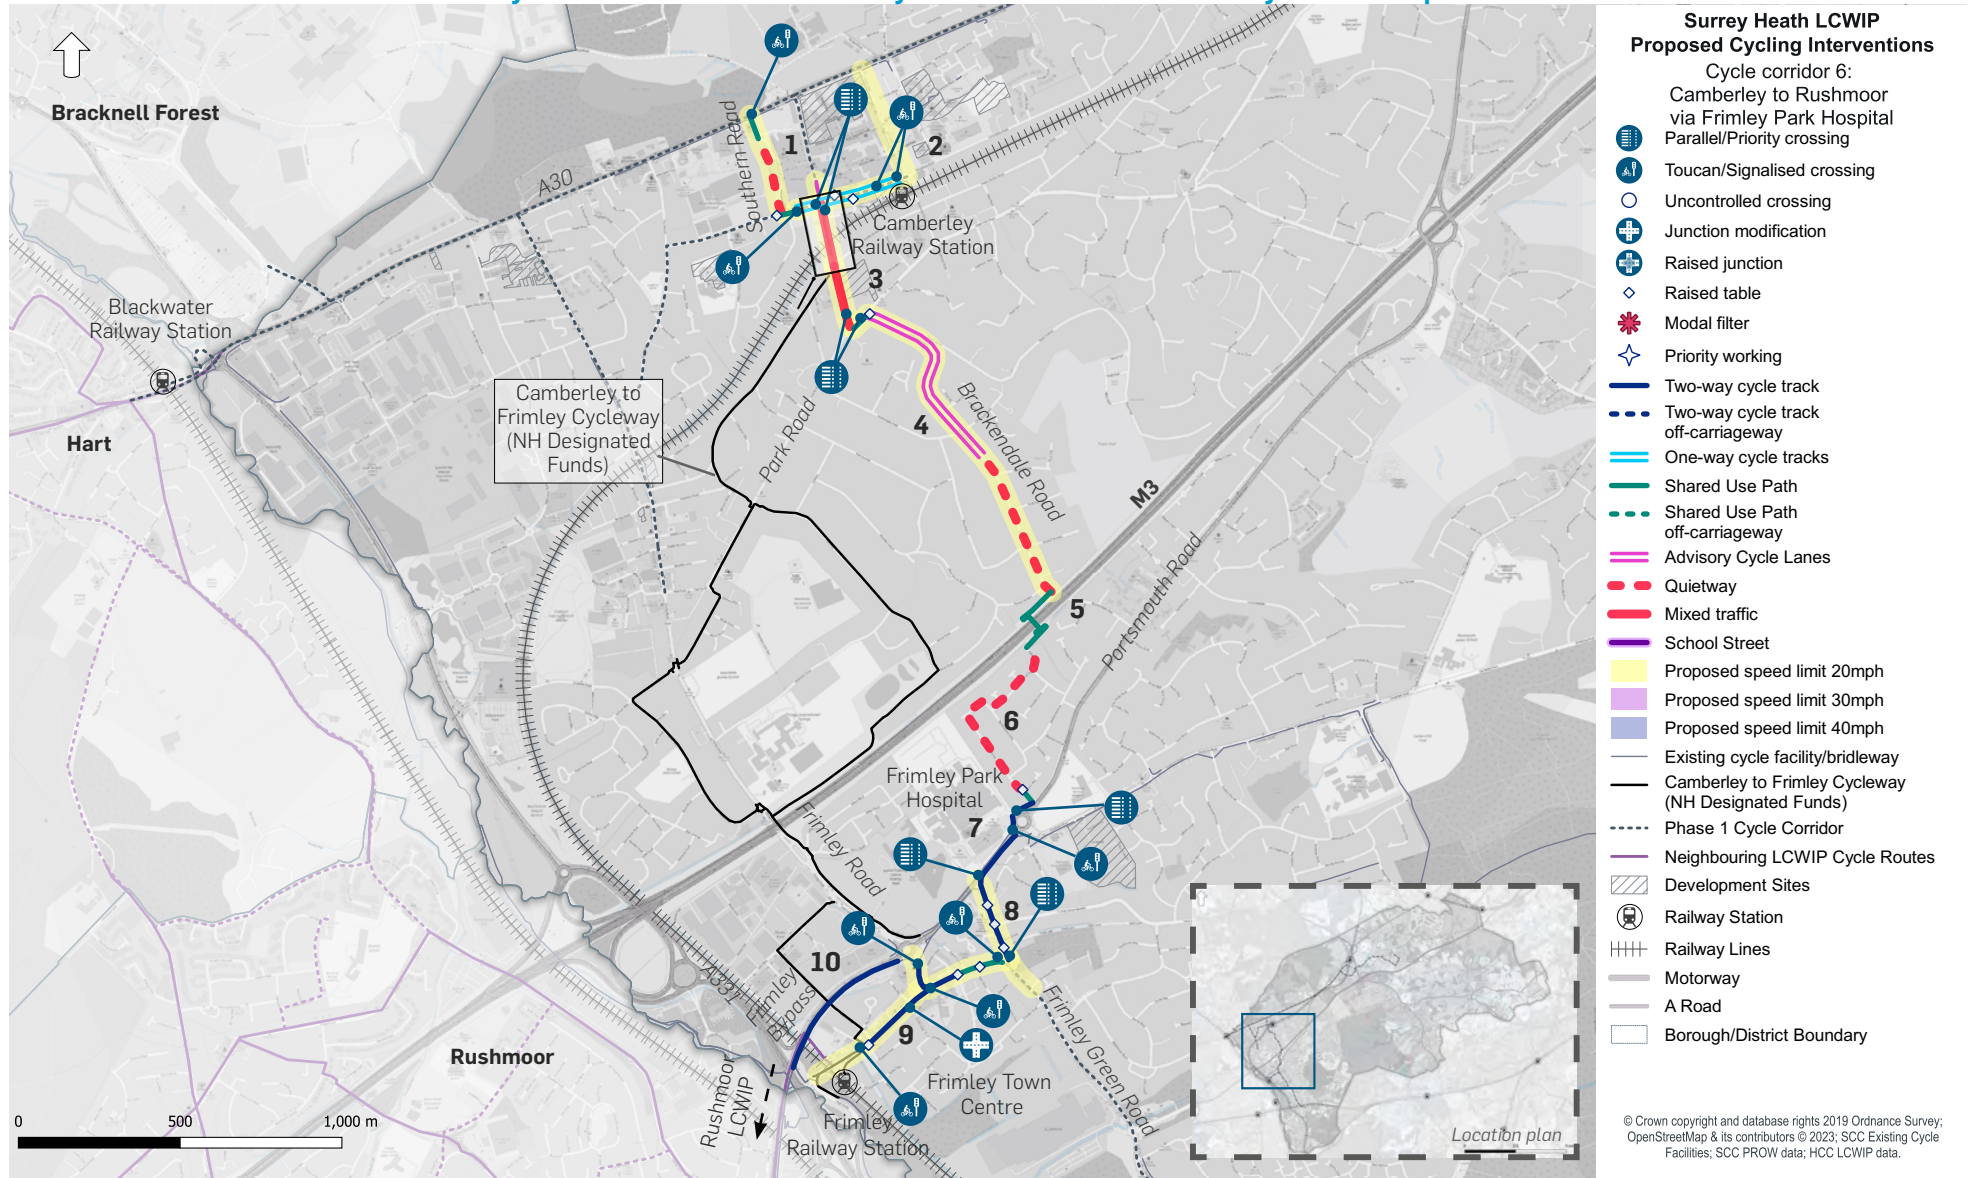 Bracknell Forest
A30
Southern Road
1
2
Camberley
Railway Station
3
Blackwater
Railway Station
Hart
Camberley to
Frimley Cycleway
(NH Designated
Funds)
Park Road
4
Brackendale Road
M3
5
Portsmouth Road
6
Frimley Park
Hospital
7
Frimley Road
8
10
A331
Frimley
Bypass
9
Rushmoor
Rushmoor
LCWIP
Frimley Town
Centre
Frimley Green Road
Frimley
Railway Station
0 500 1,000 m
Location plan
Surrey Heath LCWIP
Proposed Cycling Interventions
Cycle corridor 6:
Camberley to Rushmoor
via Frimley Park Hospital
Parallel/Priority crossing
Toucan/Signalised crossing
Uncontrolled crossing
Junction modification
Raised junction
Raised table
Modal filter
Priority working
Two-way cycle track
Two-way cycle track
off-carriageway
One-way cycle tracks
Shared Use Path
Shared Use Path
off-carriageway
Advisory Cycle Lanes
Quietway
Mixed traffic
School Street
Proposed speed limit 20mph
Proposed speed limit 30mph
Proposed speed limit 40mph
Existing cycle facility/bridleway
Camberley to Frimley Cycleway
(NH Designated Funds)
Phase 1 Cycle Corridor
Neighbouring LCWIP Cycle Routes
Development Sites
Railway Station
Railway Lines
Motorway
A Road
Borough/District Boundary
© Crown copyright and database rights 2019 Ordnance Survey;
OpenStreetMap & its contributors © 2023; SCC Existing Cycle
Facilities; SCC PROW data; HCC LCWIP data.